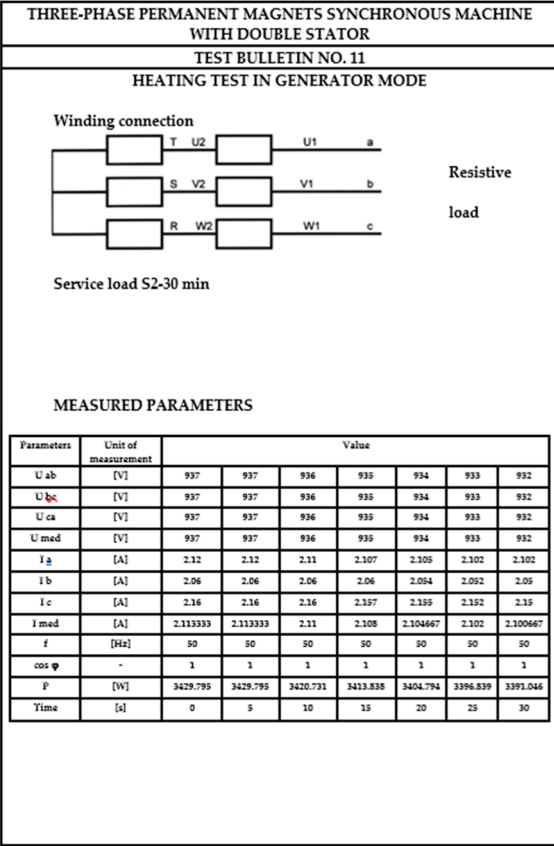 THREE-PHASE PERMANENT MAGNETS SYNCHRONOUS MACHINE
WITH DOUBLE STATOR
TEST BULLETIN NO. 11
HEATING TEST IN GENERATOR MODE
Winding connection
T U2 U1 a
S V2 V1 b
R W2 W1 c
Resistive
load
Service load S2-30 min
MEASURED PARAMETERS
Parameters Unit of measurement Value
U ab [V] 937 937 936 935 934 933 932
U bc [V] 937 937 936 935 934 933 932
U ca [V] 937 937 936 935 934 933 932
U med [V] 937 937 936 935 934 933 932
I a [A] 2.12 2.12 2.11 2.107 2.105 2.102 2.102
I b [A] 2.06 2.06 2.06 2.06 2.054 2.052 2.05
I c [A] 2.16 2.16 2.16 2.157 2.155 2.152 2.15
I med [A] 2.113333 2.113333 2.11 2.108 2.104667 2.102 2.100667
f [Hz] 50 50 50 50 50 50 50
cos φ - 1 1 1 1 1 1 1
P [W] 3429.795 3429.795 3420.731 3413.838 3404.794 3396.839 3391.046
Time [s] 0 5 10 15 20 25 30